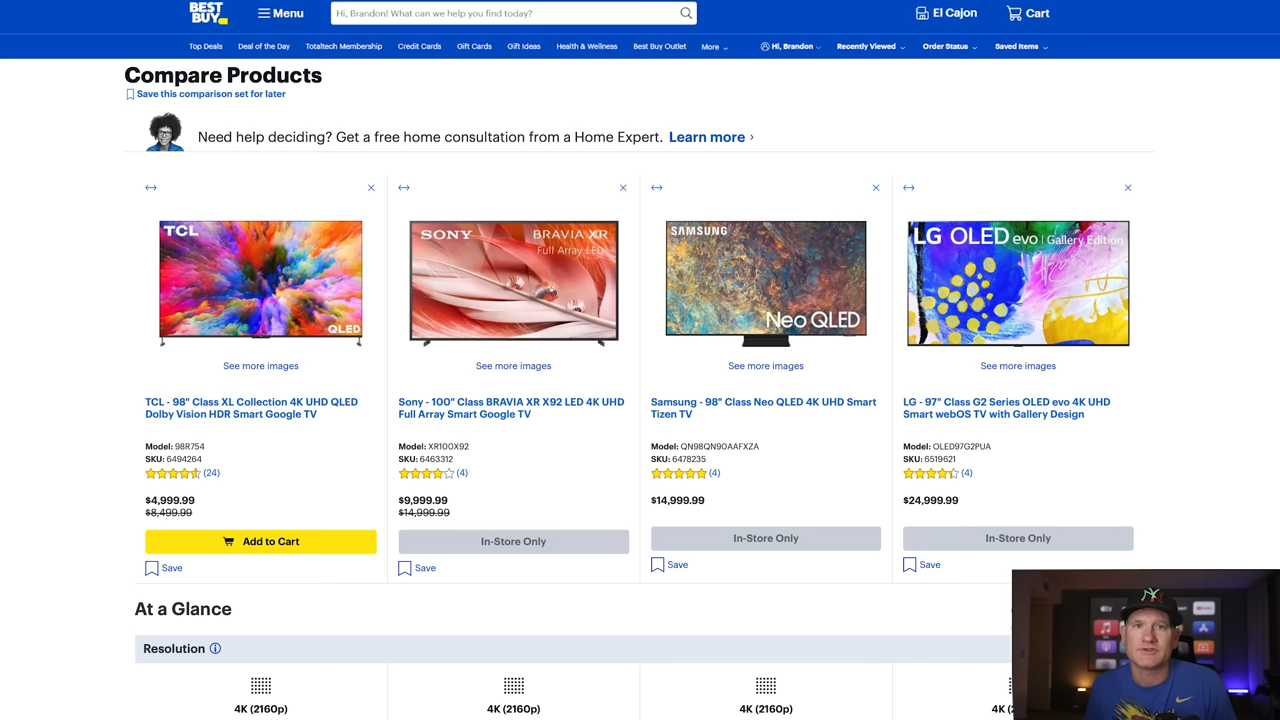 BEST
BUY
Menu
Hi, Brandon! What can we help you find today?
El Cajon
Cart
Top Deals
Deal of the Day
Totaltech Membership
Credit Cards
Gift Cards
Gift Ideas
Health & Wellness
Best Buy Outlet
More
Hi, Brandon
Recently Viewed
Order Status
Saved Items
Compare Products
Save this comparison set for later
Need help deciding? Get a free home consultation from a Home Expert. Learn more ›
TCL
QLED
See more images
TCL - 98" Class XL Collection 4K UHD QLED
Dolby Vision HDR Smart Google TV
Model: 98R754
SKU: 6494264
(24)
$4,999.99
$8,499.99
Add to Cart
Save
SONY
BRAVIA XR
Full Array LED
See more images
Sony - 100" Class BRAVIA XR X92 LED 4K UHD
Full Array Smart Google TV
Model: XR100X92
SKU: 6463312
(4)
$9,999.99
$14,999.99
In-Store Only
Save
SAMSUNG
Neo QLED
See more images
Samsung - 98" Class Neo QLED 4K UHD Smart
Tizen TV
Model: QN98QN90AAFXZA
SKU: 6478235
(4)
$14,999.99
In-Store Only
Save
LG OLED evo | Gallery Edition
See more images
LG - 97" Class G2 Series OLED evo 4K UHD
Smart webOS TV with Gallery Design
Model: OLED97G2PUA
SKU: 6519621
(4)
$24,999.99
In-Store Only
Save
At a Glance
Resolution
4K (2160p)
4K (2160p)
4K (2160p)